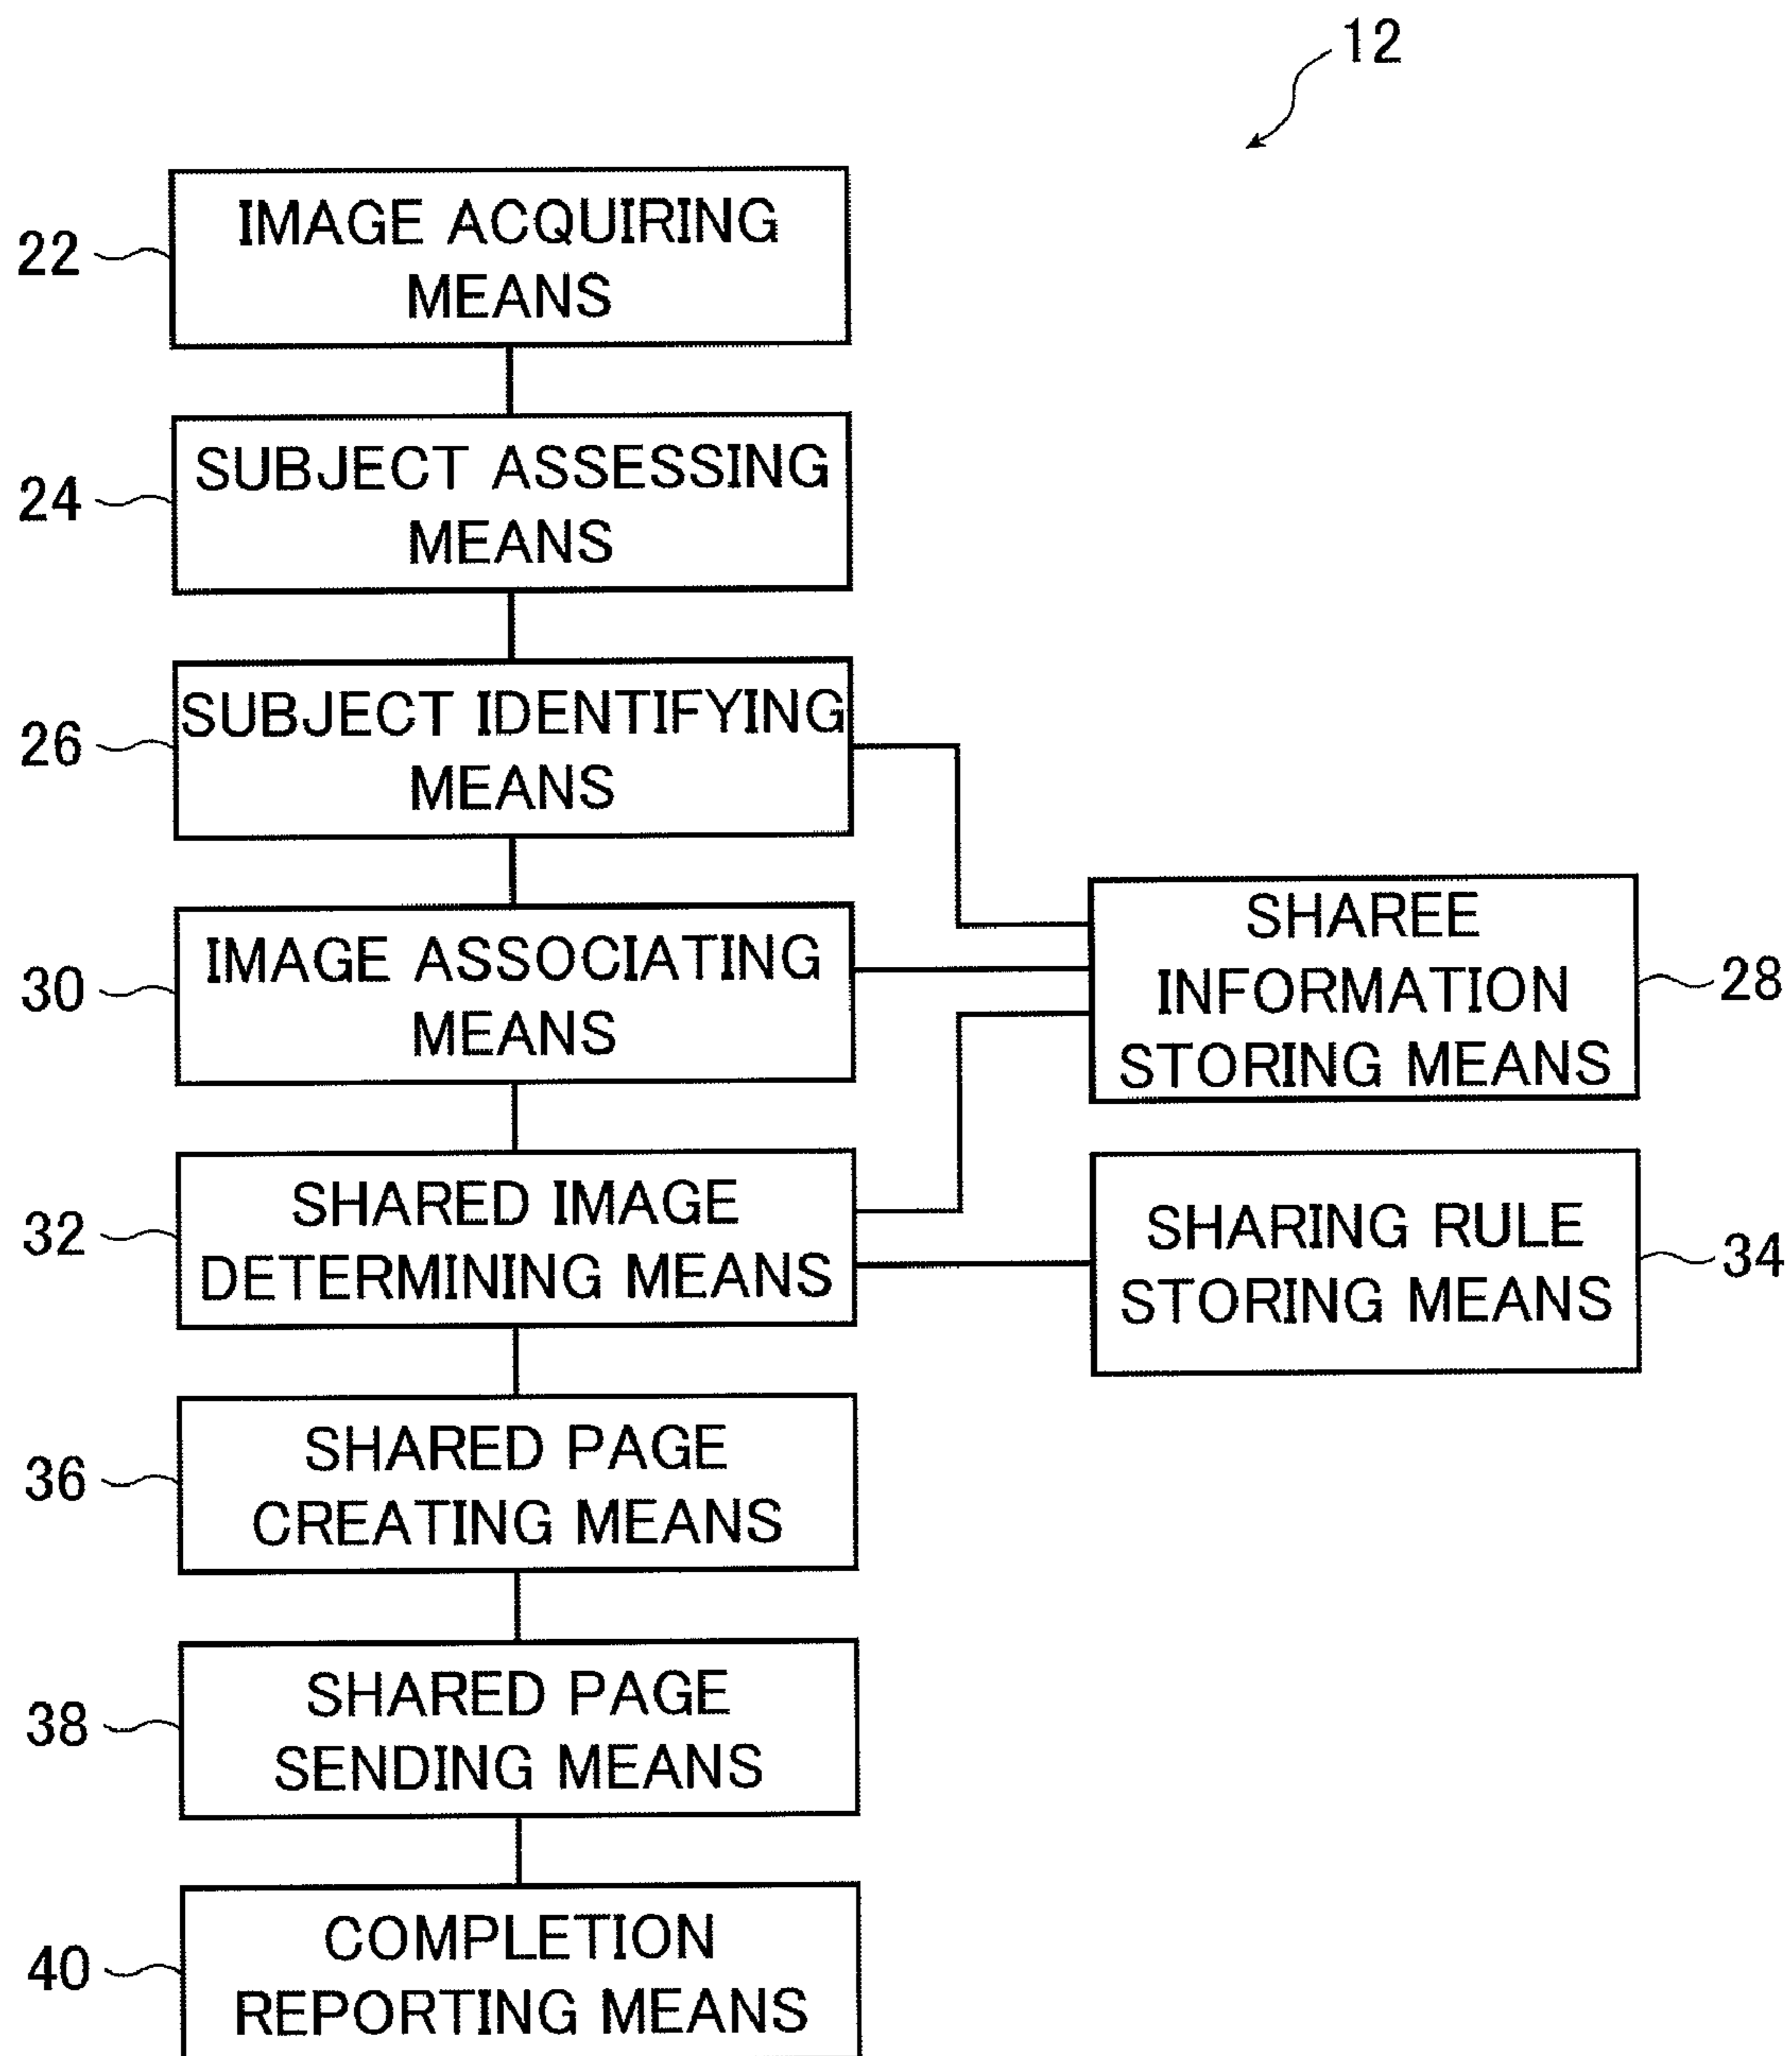 12
22
IMAGE ACQUIRING
MEANS
24
SUBJECT ASSESSING
MEANS
26
SUBJECT IDENTIFYING
MEANS
30
IMAGE ASSOCIATING
MEANS
SHAREE
INFORMATION
STORING MEANS
28
32
SHARED IMAGE
DETERMINING MEANS
SHARING RULE
STORING MEANS
34
36
SHARED PAGE
CREATING MEANS
38
SHARED PAGE
SENDING MEANS
40
COMPLETION
REPORTING MEANS